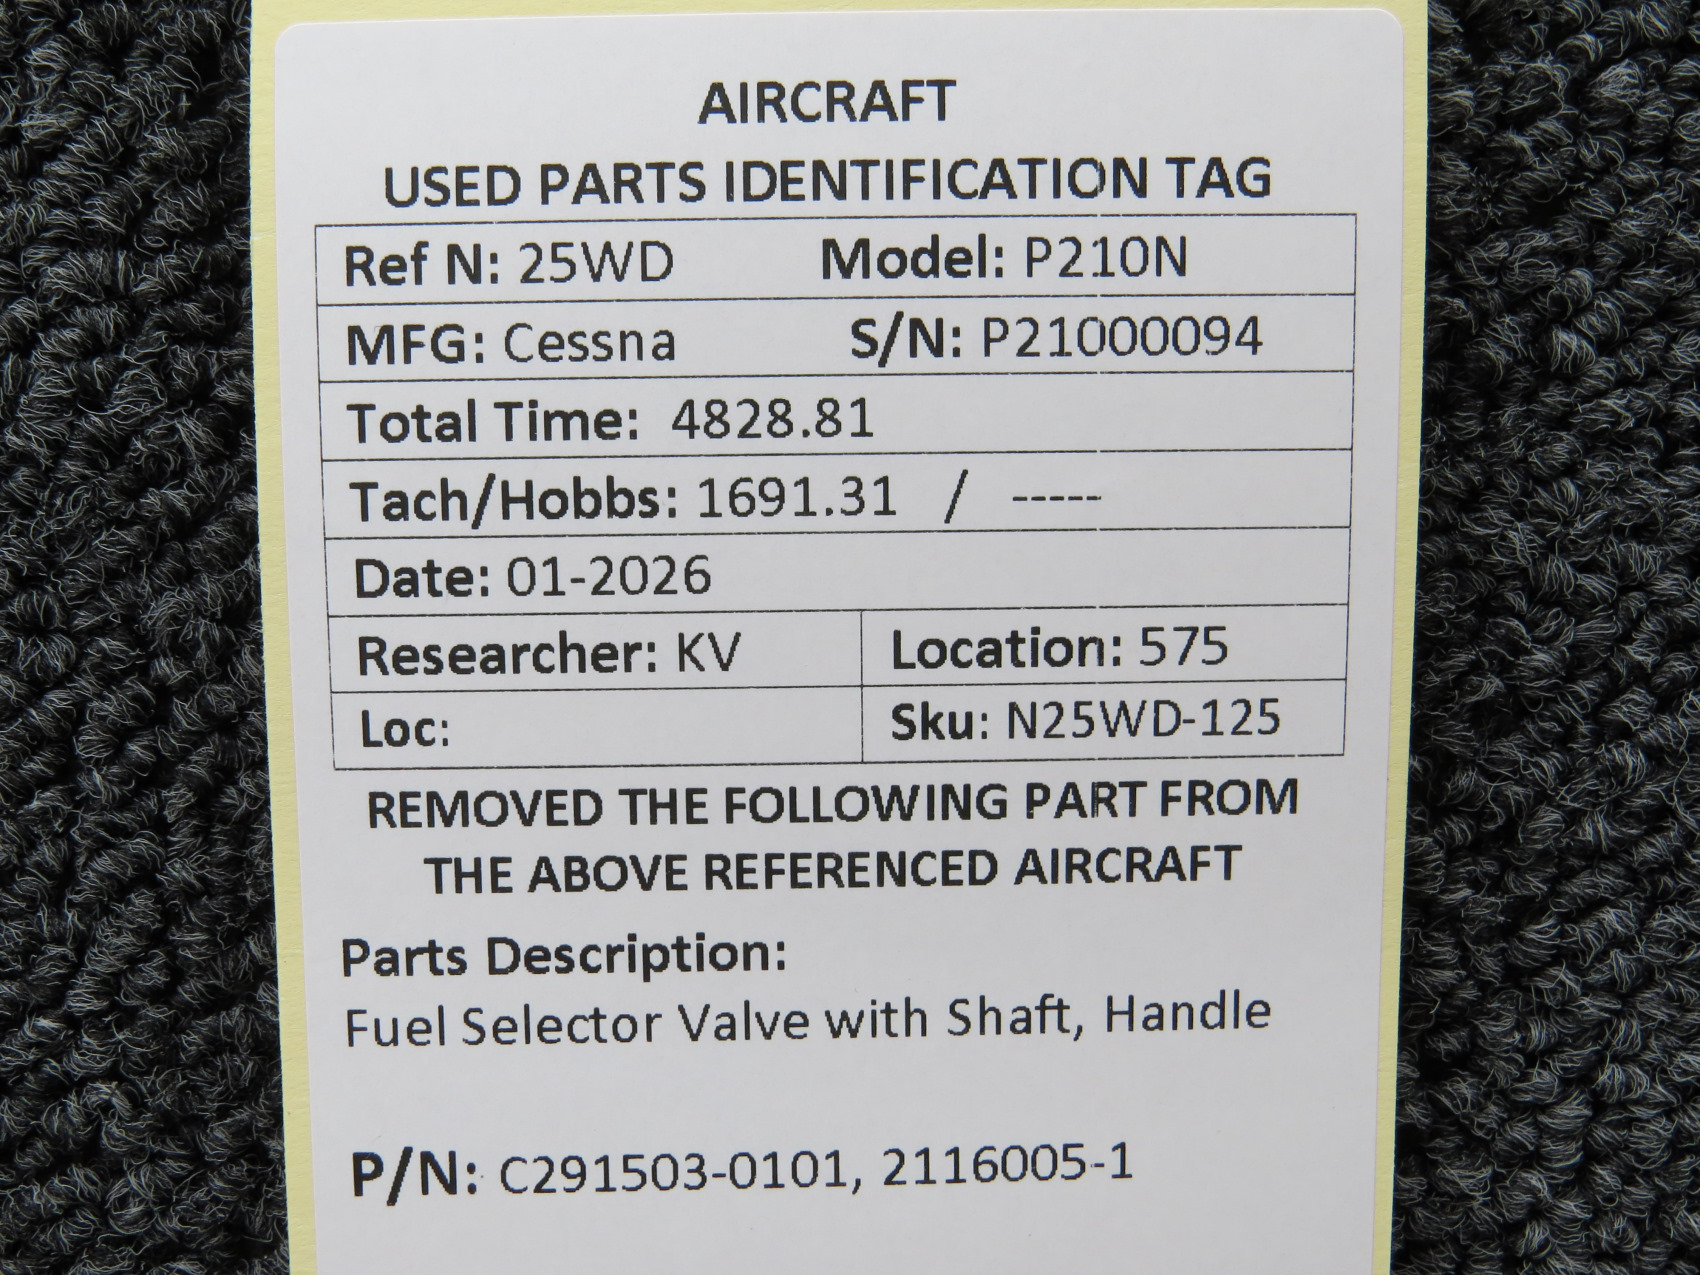 AIRCRAFT
USED PARTS IDENTIFICATION TAG
Ref N: 25WD Model: P210N
MFG: Cessna S/N: P21000094
Total Time: 4828.81
Tach/Hobbs: 1691.31 / -----
Date: 01-2026
Researcher: KV Location: 575
Loc: Sku: N25WD-125
REMOVED THE FOLLOWING PART FROM
THE ABOVE REFERENCED AIRCRAFT
Parts Description:
Fuel Selector Valve with Shaft, Handle
P/N: C291503-0101, 2116005-1